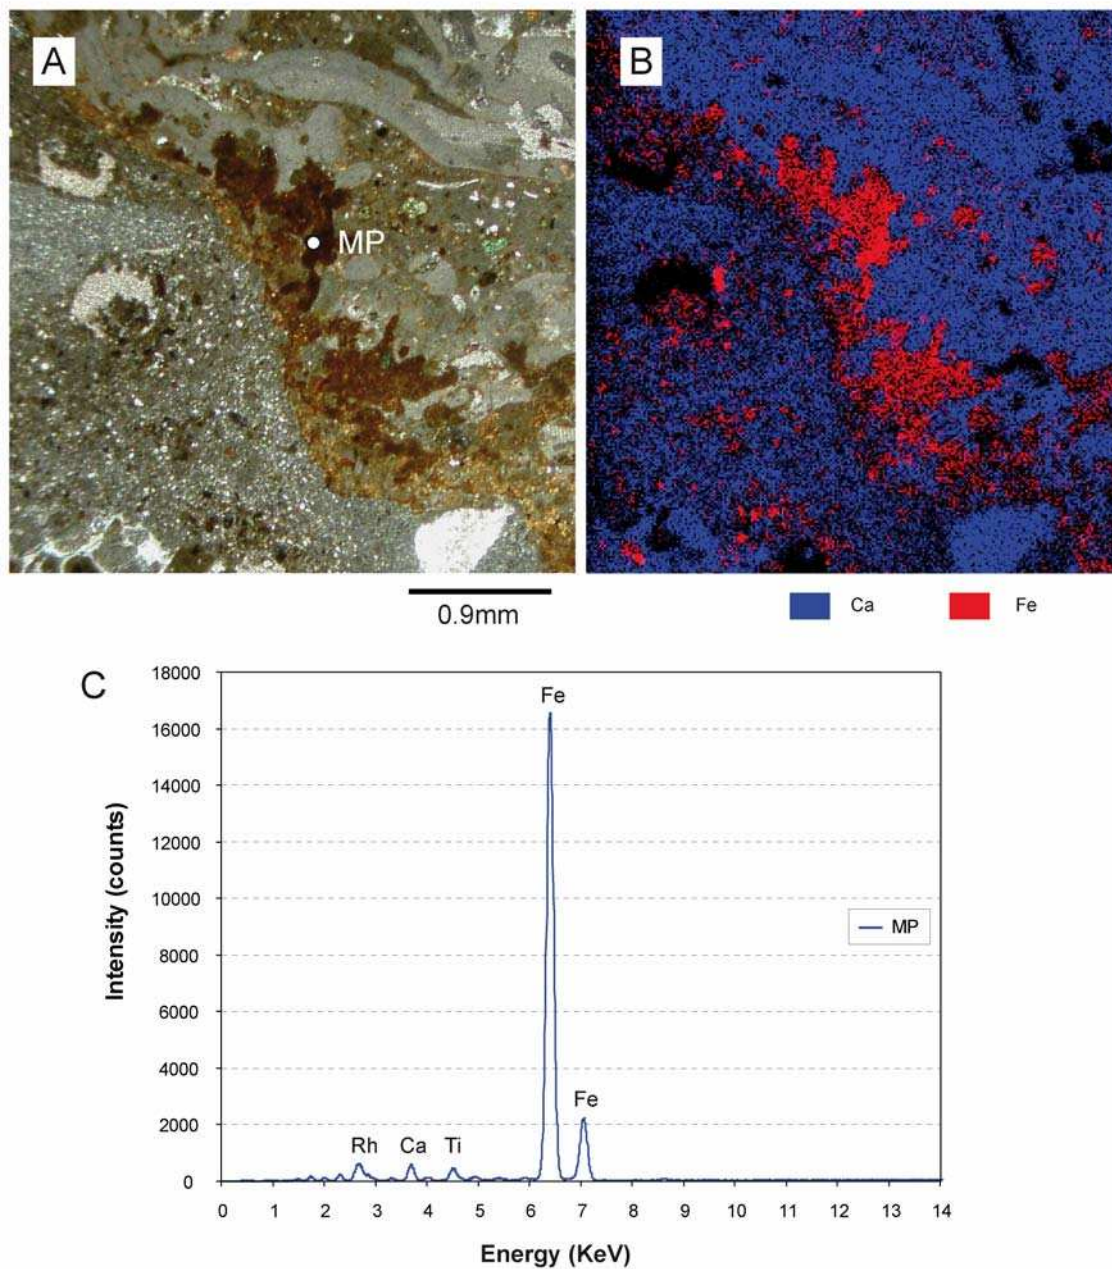 A
B
MP
0.9mm
Ca
Fe
C
Intensity (counts)
18000
16000
14000
12000
10000
8000
6000
4000
2000
0
Fe
Fe
Rh
Ca
Ti
MP
0 1 2 3 4 5 6 7 8 9 10 11 12 13 14
Energy (KeV)